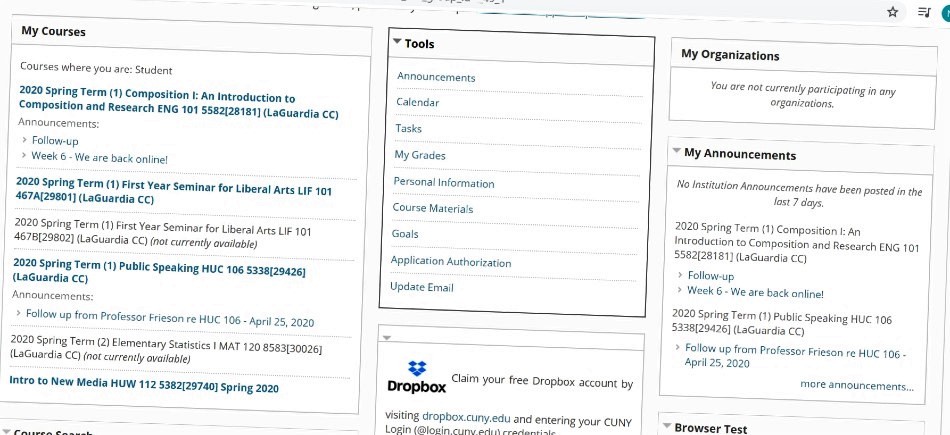 My Courses
Courses where you are: Student
2020 Spring Term (1) Composition I: An Introduction to
Composition and Research ENG 101 5582[28181] (LaGuardia CC)
Announcements:
Follow-up
Week 6 - We are back online!
2020 Spring Term (1) First Year Seminar for Liberal Arts LIF 101
467A[29801] (LaGuardia CC)
2020 Spring Term (1) First Year Seminar for Liberal Arts LIF 101
467B[29802] (LaGuardia CC) (not currently available)
2020 Spring Term (1) Public Speaking HUC 106 5338[29426]
(LaGuardia CC)
Announcements:
Follow up from Professor Frieson re HUC 106 - April 25, 2020
2020 Spring Term (2) Elementary Statistics I MAT 120 8583[30026]
(LaGuardia CC) (not currently available)
Intro to New Media HUW 112 5382[29740] Spring 2020
Course Search
Tools
Announcements
Calendar
Tasks
My Grades
Personal Information
Course Materials
Goals
Application Authorization
Update Email
Dropbox
Claim your free Dropbox account by
visiting dropbox.cuny.edu and entering your CUNY
Login (@login.cuny.edu) credentials
My Organizations
You are not currently participating in any
organizations.
My Announcements
No Institution Announcements have been posted in the
last 7 days.
2020 Spring Term (1) Composition I: An
Introduction to Composition and Research ENG 101
5582[28181] (LaGuardia CC)
Follow-up
Week 6 - We are back online!
2020 Spring Term (1) Public Speaking HUC 106
5338[29426] (LaGuardia CC)
Follow up from Professor Frieson re HUC 106 -
April 25, 2020
more announcements...
Browser Test